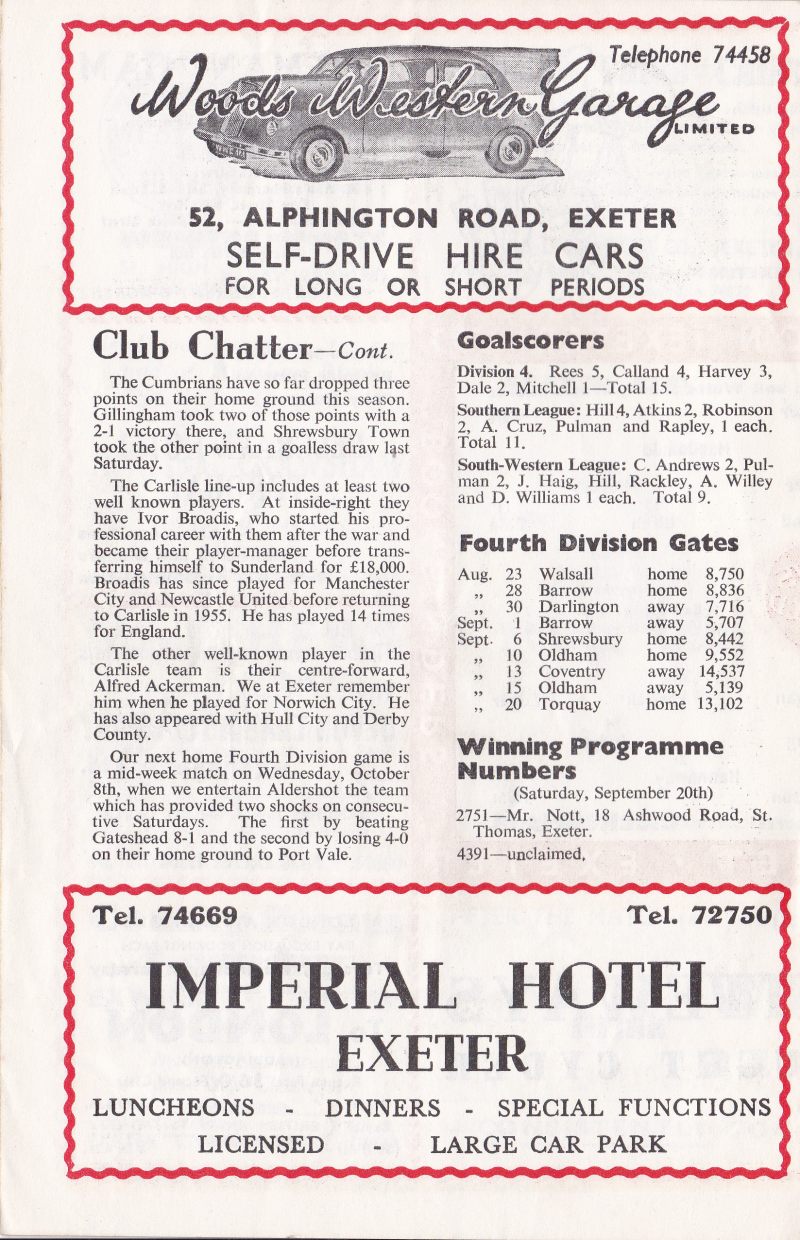 Telephone 74458
Woods Western Garage
LIMITED
52, ALPHINGTON ROAD, EXETER
SELF-DRIVE HIRE CARS
FOR LONG OR SHORT PERIODS
Club Chatter—Cont.
The Cumbrians have so far dropped three
points on their home ground this season.
Gillingham took two of those points with a
2-1 victory there, and Shrewsbury Town
took the other point in a goalless draw last
Saturday.
The Carlisle line-up includes at least two
well known players. At inside-right they
have Ivor Broadis, who started his pro-
fessional career with them after the war and
became their player-manager before trans-
ferring himself to Sunderland for £18,000.
Broadis has since played for Manchester
City and Newcastle United before returning
to Carlisle in 1955. He has played 14 times
for England.
The other well-known player in the
Carlisle team is their centre-forward,
Alfred Ackerman. We at Exeter remember
him when he played for Norwich City. He
has also appeared with Hull City and Derby
County.
Our next home Fourth Division game is
a mid-week match on Wednesday, October
8th, when we entertain Aldershot the team
which has provided two shocks on consecu-
tive Saturdays. The first by beating
Gateshead 8-1 and the second by losing 4-0
on their home ground to Port Vale.
Goalscorers
Division 4. Rees 5, Calland 4, Harvey 3,
Dale 2, Mitchell 1—Total 15.
Southern League: Hill 4, Atkins 2, Robinson
2, A. Cruz, Pulman and Rapley, 1 each.
Total 11.
South-Western League: C. Andrews 2, Pul-
man 2, J. Haig, Hill, Rackley, A. Willey
and D. Williams 1 each. Total 9.
Fourth Division Gates
Aug. 23 Walsall home 8,750
„ 28 Barrow home 8,836
„ 30 Darlington away 7,716
Sept. 1 Barrow away 5,707
Sept. 6 Shrewsbury home 8,442
„ 10 Oldham home 9,552
„ 13 Coventry away 14,537
„ 15 Oldham away 5,139
„ 20 Torquay home 13,102
Winning Programme
Numbers
(Saturday, September 20th)
2751—Mr. Nott, 18 Ashwood Road, St.
Thomas, Exeter.
4391—unclaimed.
Tel. 74669 Tel. 72750
IMPERIAL HOTEL
EXETER
LUNCHEONS - DINNERS - SPECIAL FUNCTIONS
LICENSED - LARGE CAR PARK